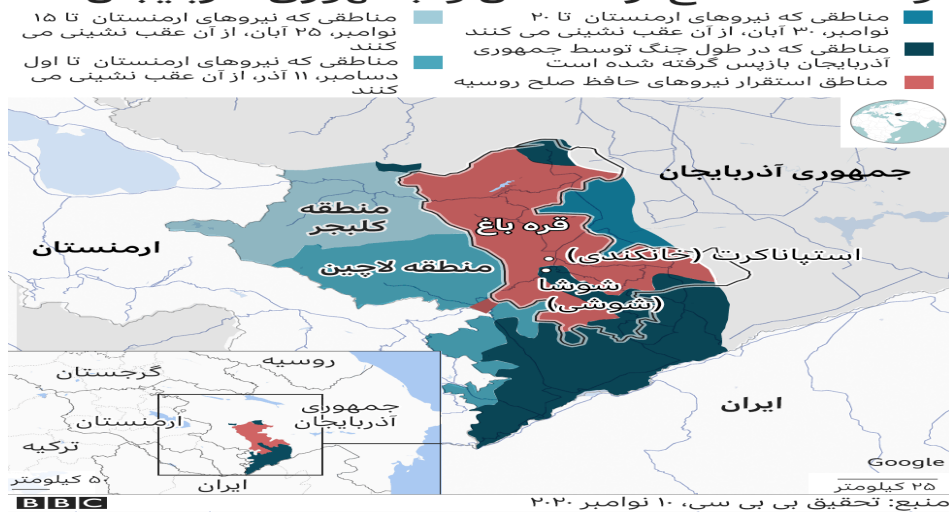 مناطقی که نیروهای ارمنستان تا ۲۰
نوامبر، ۳۰ آبان، از آن عقب نشینی می کنند
مناطقی که در طول جنگ توسط جمهوری
آذربایجان بازپس گرفته شده است
مناطق استقرار نیروهای حافظ صلح روسیه
مناطقی که نیروهای ارمنستان تا ۱۵
نوامبر، ۲۵ آبان، از آن عقب نشینی می
کنند
مناطقی که نیروهای ارمنستان تا اول
دسامبر، ۱۱ آذر، از آن عقب نشینی می
کنند
جمهوری آذربایجان
منطقه
کلبجر
قره باغ
ارمنستان
استپاناکرت (خانکندی)
منطقه لاچین
شوشا
(شوشی)
ایران
روسیه
گرجستان
جمهوری
آذربایجان
ارمنستان
ترکیه
ایران
۵۰ کیلومتر
Google
۲۵ کیلومتر
منبع: تحقیق بی بی سی، ۱۰ نوامبر ۲۰۲۰
BBC